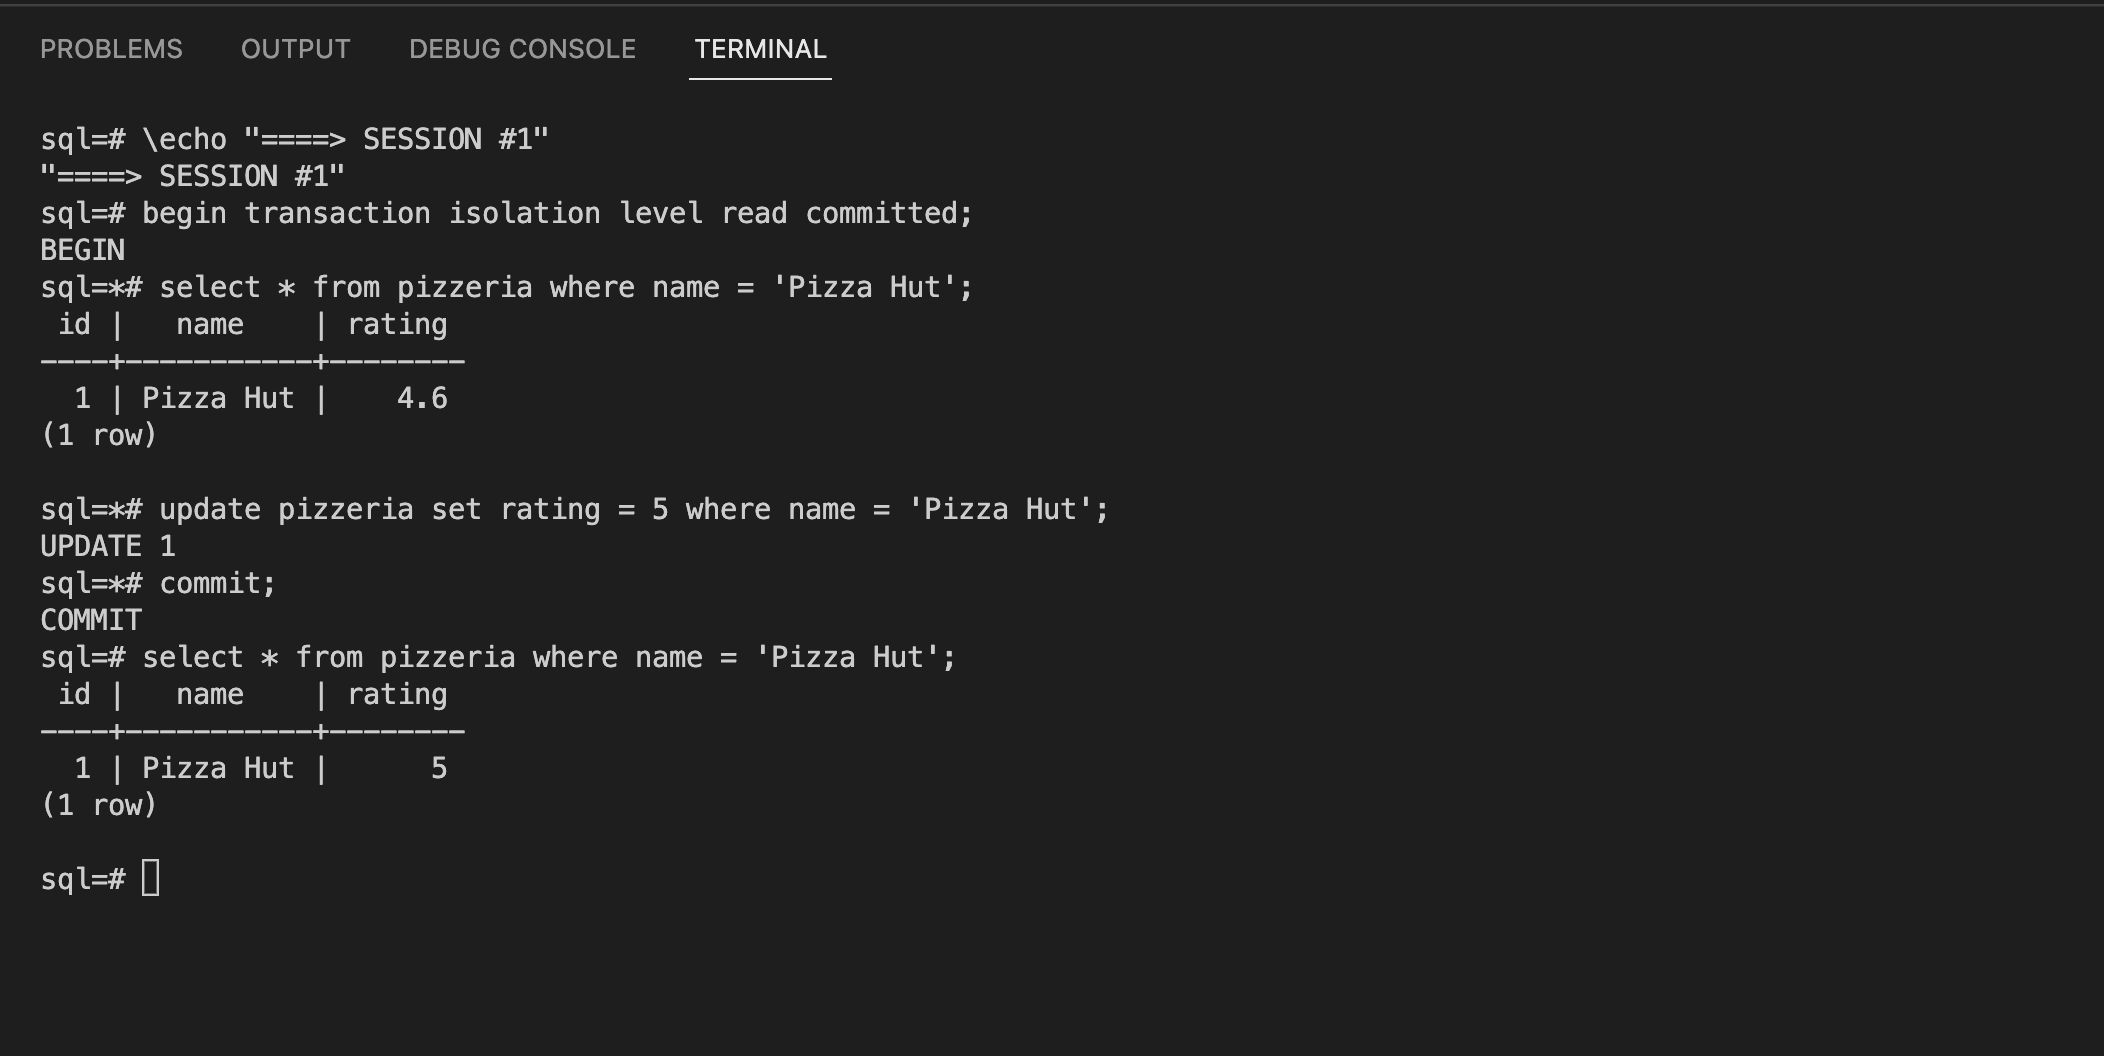 PROBLEMS OUTPUT DEBUG CONSOLE TERMINAL
sql=# \echo "====> SESSION #1"
"====> SESSION #1"
sql=# begin transaction isolation level read committed;
BEGIN
sql=*# select * from pizzeria where name = 'Pizza Hut';
 id |   name    | rating
----+-----------+--------
  1 | Pizza Hut |    4.6
(1 row)

sql=*# update pizzeria set rating = 5 where name = 'Pizza Hut';
UPDATE 1
sql=*# commit;
COMMIT
sql=# select * from pizzeria where name = 'Pizza Hut';
 id |   name    | rating
----+-----------+--------
  1 | Pizza Hut |      5
(1 row)

sql=#